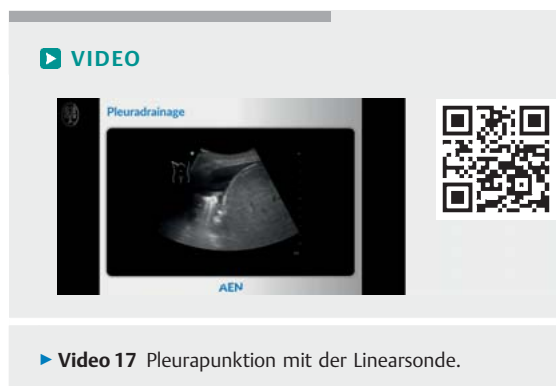 VIDEO
Pleuradrainage
AEN
Video 17 Pleurapunktion mit der Linearsonde.